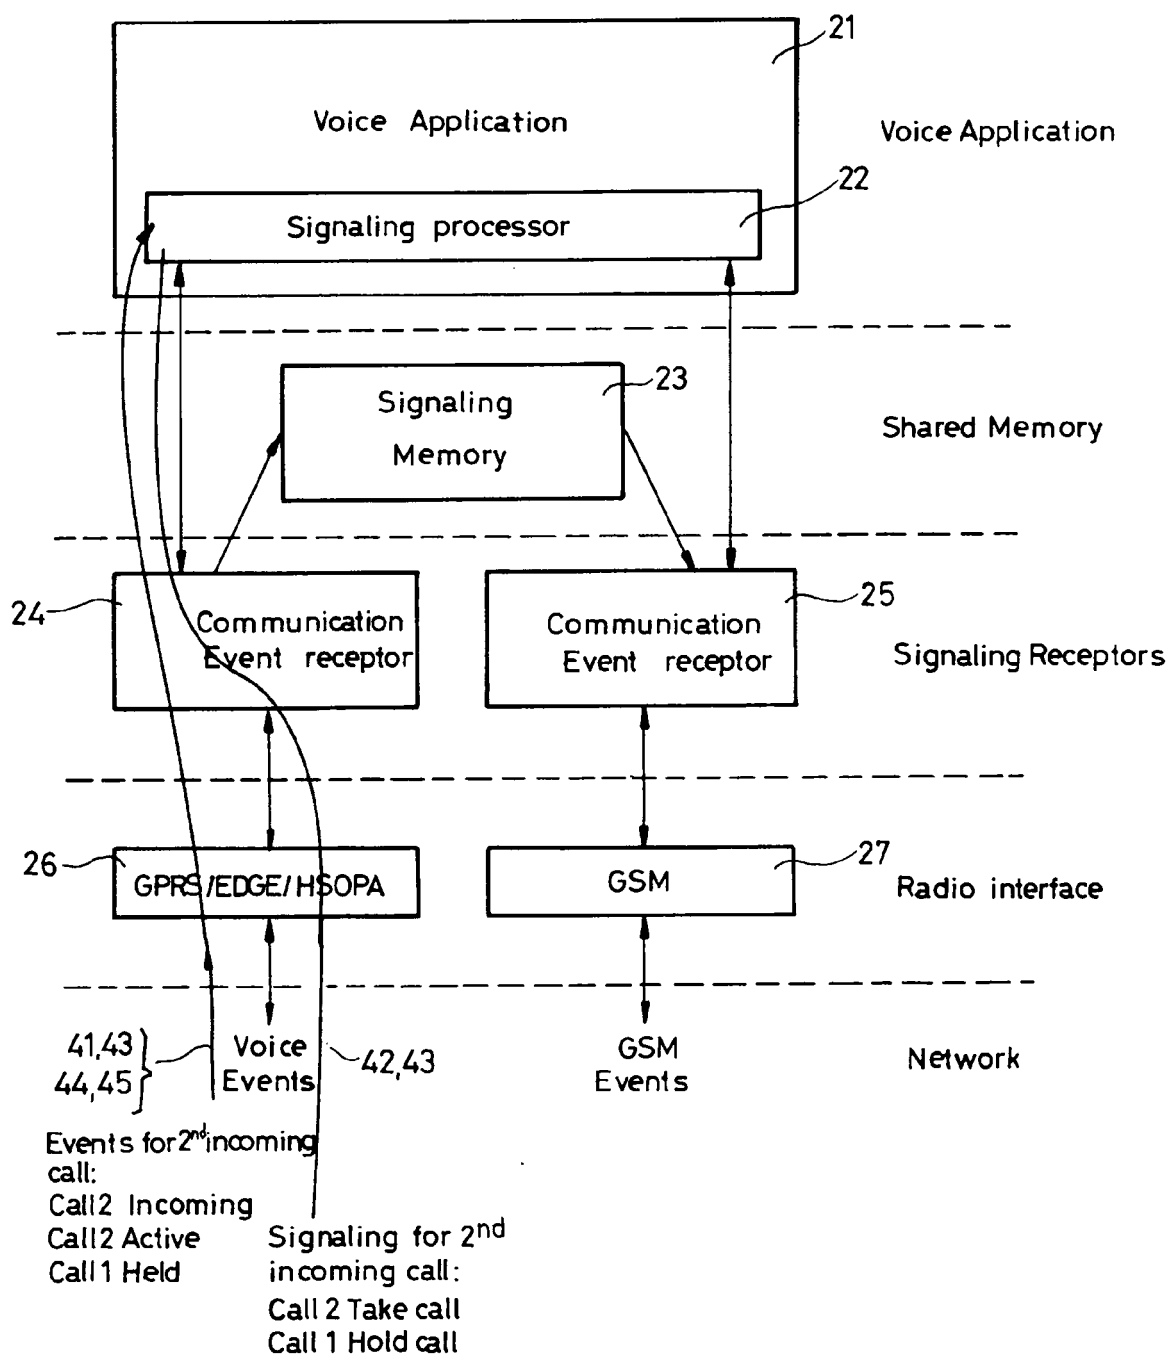 21
Voice Application
Voice Application
22
Signaling processor
23
Signaling
Memory
Shared Memory
24
Communication
Event receptor
25
Communication
Event receptor
Signaling Receptors
26
GPRS/EDGE/HSOPA
27
GSM
Radio interface
41,43
44,45
Voice
Events
42,43
GSM
Events
Network
Events for 2nd incoming
call:
Call2 Incoming
Call2 Active
Call1 Held
Signaling for 2nd
incoming call:
Call 2 Take call
Call 1 Hold call